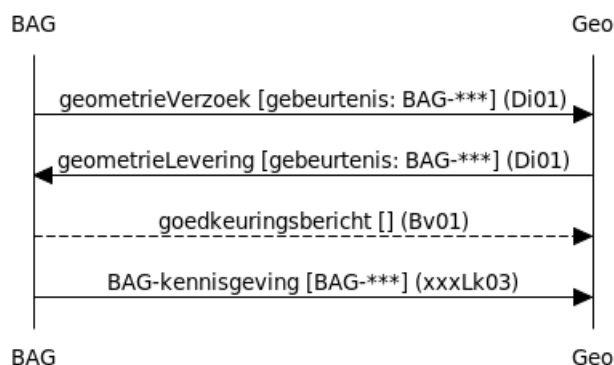 BAG Geo
geometrieVerzoek [gebeurtenis: BAG-***] (Di01)
geometrieLevering [gebeurtenis: BAG-***] (Di01)
goedkeuringsbericht [] (Bv01)
BAG-kennisgeving [BAG-***] (xxxLk03)
BAG Geo